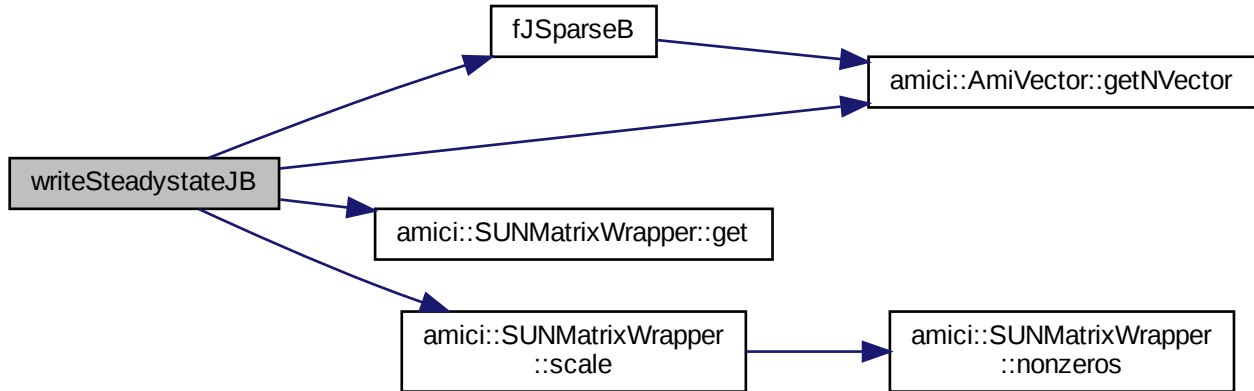 fJSparseB
amici::AmiVector::getNVector
writeSteadystateJB
amici::SUNMatrixWrapper::get
amici::SUNMatrixWrapper
::scale
amici::SUNMatrixWrapper
::nonzeros